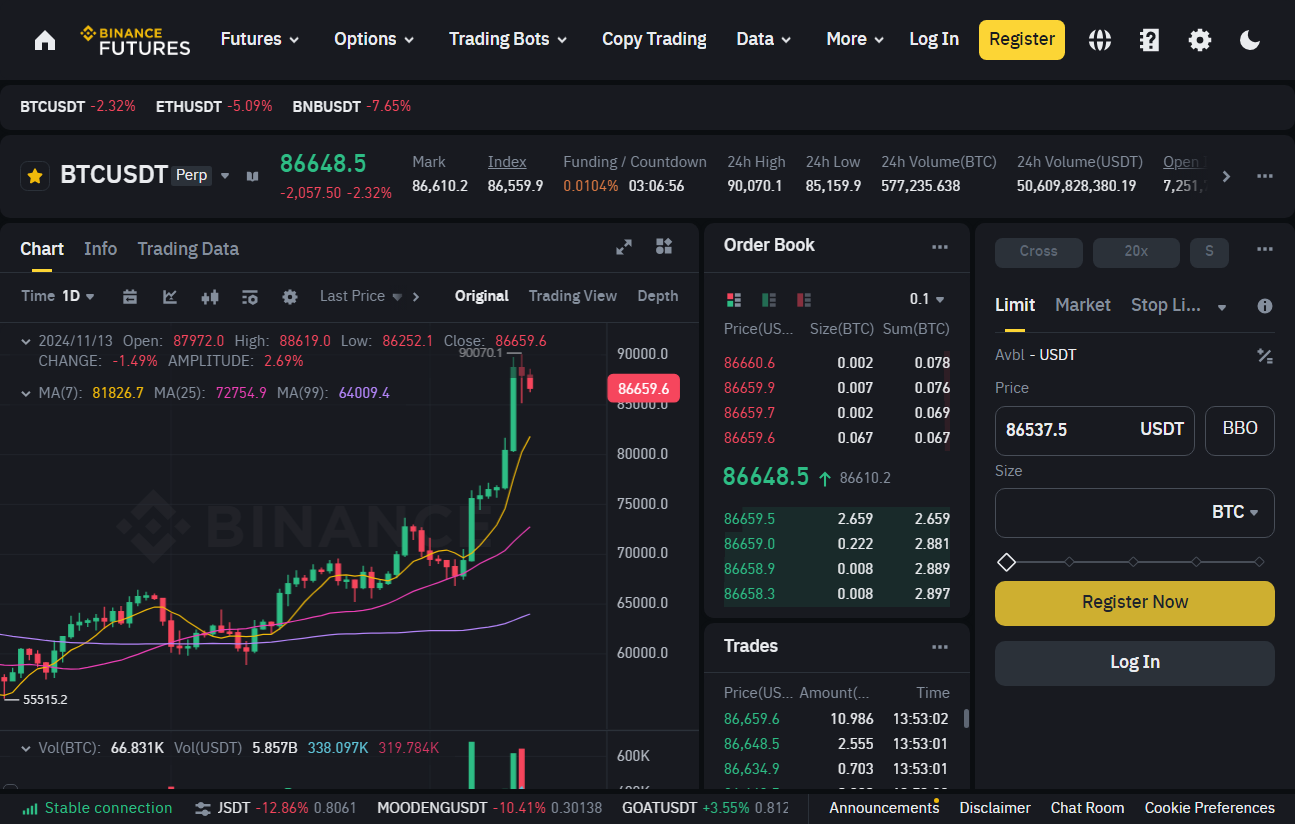 BINANCE FUTURES Futures Options Trading Bots Copy Trading Data More Log In Register
BTCUSDT -2.32% ETHUSDT -5.09% BNBUSDT -7.65%
BTCUSDT Perp
86648.5
-2,057.50 -2.32%
Mark Index Funding / Countdown 24h High 24h Low 24h Volume(BTC) 24h Volume(USDT) Open
86,610.2 86,559.9 0.0104% 03:06:56 90,070.1 85,159.9 577,235.638 50,609,828,380.19 7,251,
Chart Info Trading Data
Time 1D Last Price Original Trading View Depth
2024/11/13 Open: 87972.0 High: 88619.0 Low: 86252.1 Close: 86659.6
CHANGE: -1.49% AMPLITUDE: 2.69%
MA(7): 81826.7 MA(25): 72754.9 MA(99): 64009.4
90070.1
90000.0
86659.6
85000.0
80000.0
75000.0
70000.0
65000.0
60000.0
BINANCE
55515.2
Vol(BTC): 66.831K Vol(USDT) 5.857B 338.097K 319.784K
600K
Order Book
0.1
Price(US... Size(BTC) Sum(BTC)
86660.6 0.002 0.078
86659.9 0.007 0.076
86659.7 0.002 0.069
86659.6 0.067 0.067
86648.5 86610.2
86659.5 2.659 2.659
86659.0 0.222 2.881
86658.9 0.008 2.889
86658.3 0.008 2.897
Trades
Price(US... Amount(... Time
86,659.6 10.986 13:53:02
86,648.5 2.555 13:53:01
86,634.9 0.703 13:53:01
Cross 20x S
Limit Market Stop Li...
Avbl - USDT
Price
86537.5 USDT BBO
Size
BTC
Register Now
Log In
Stable connection JSDT -12.86% 0.8061 MOODENGUSDT -10.41% 0.30138 GOATUSDT +3.55% 0.812 Announcements Disclaimer Chat Room Cookie Preferences